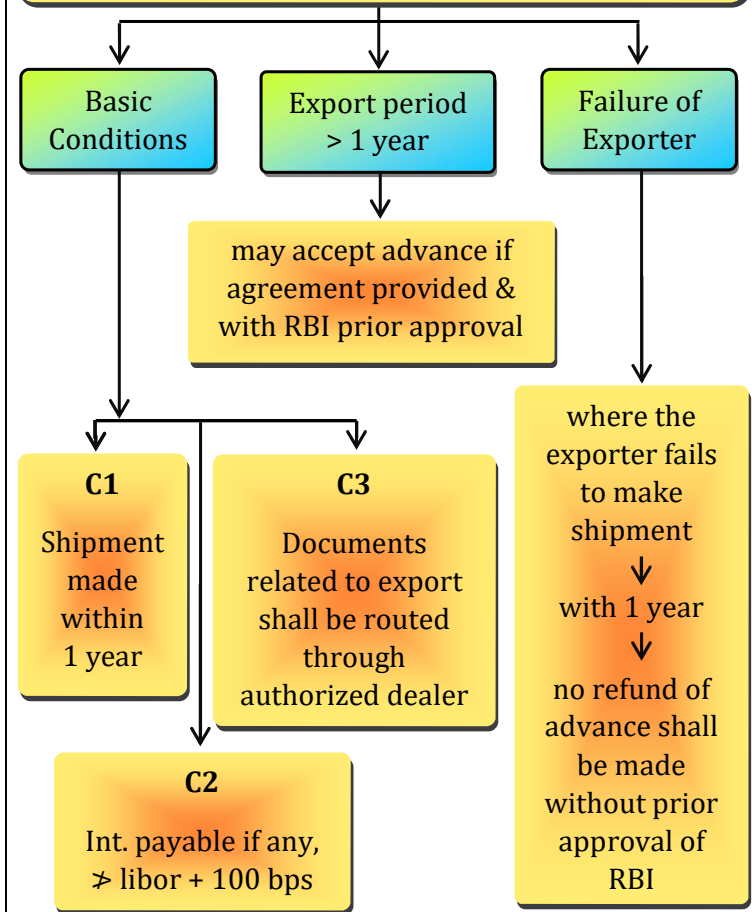 Basic
Conditions
Export period
> 1 year
Failure of
Exporter
may accept advance if
agreement provided &
with RBI prior approval
C1
Shipment
made
within
1 year
C3
Documents
related to export
shall be routed
through
authorized dealer
C2
Int. payable if any,
≯ libor + 100 bps
where the
exporter fails
to make
shipment
with 1 year
no refund of
advance shall
be made
without prior
approval of
RBI